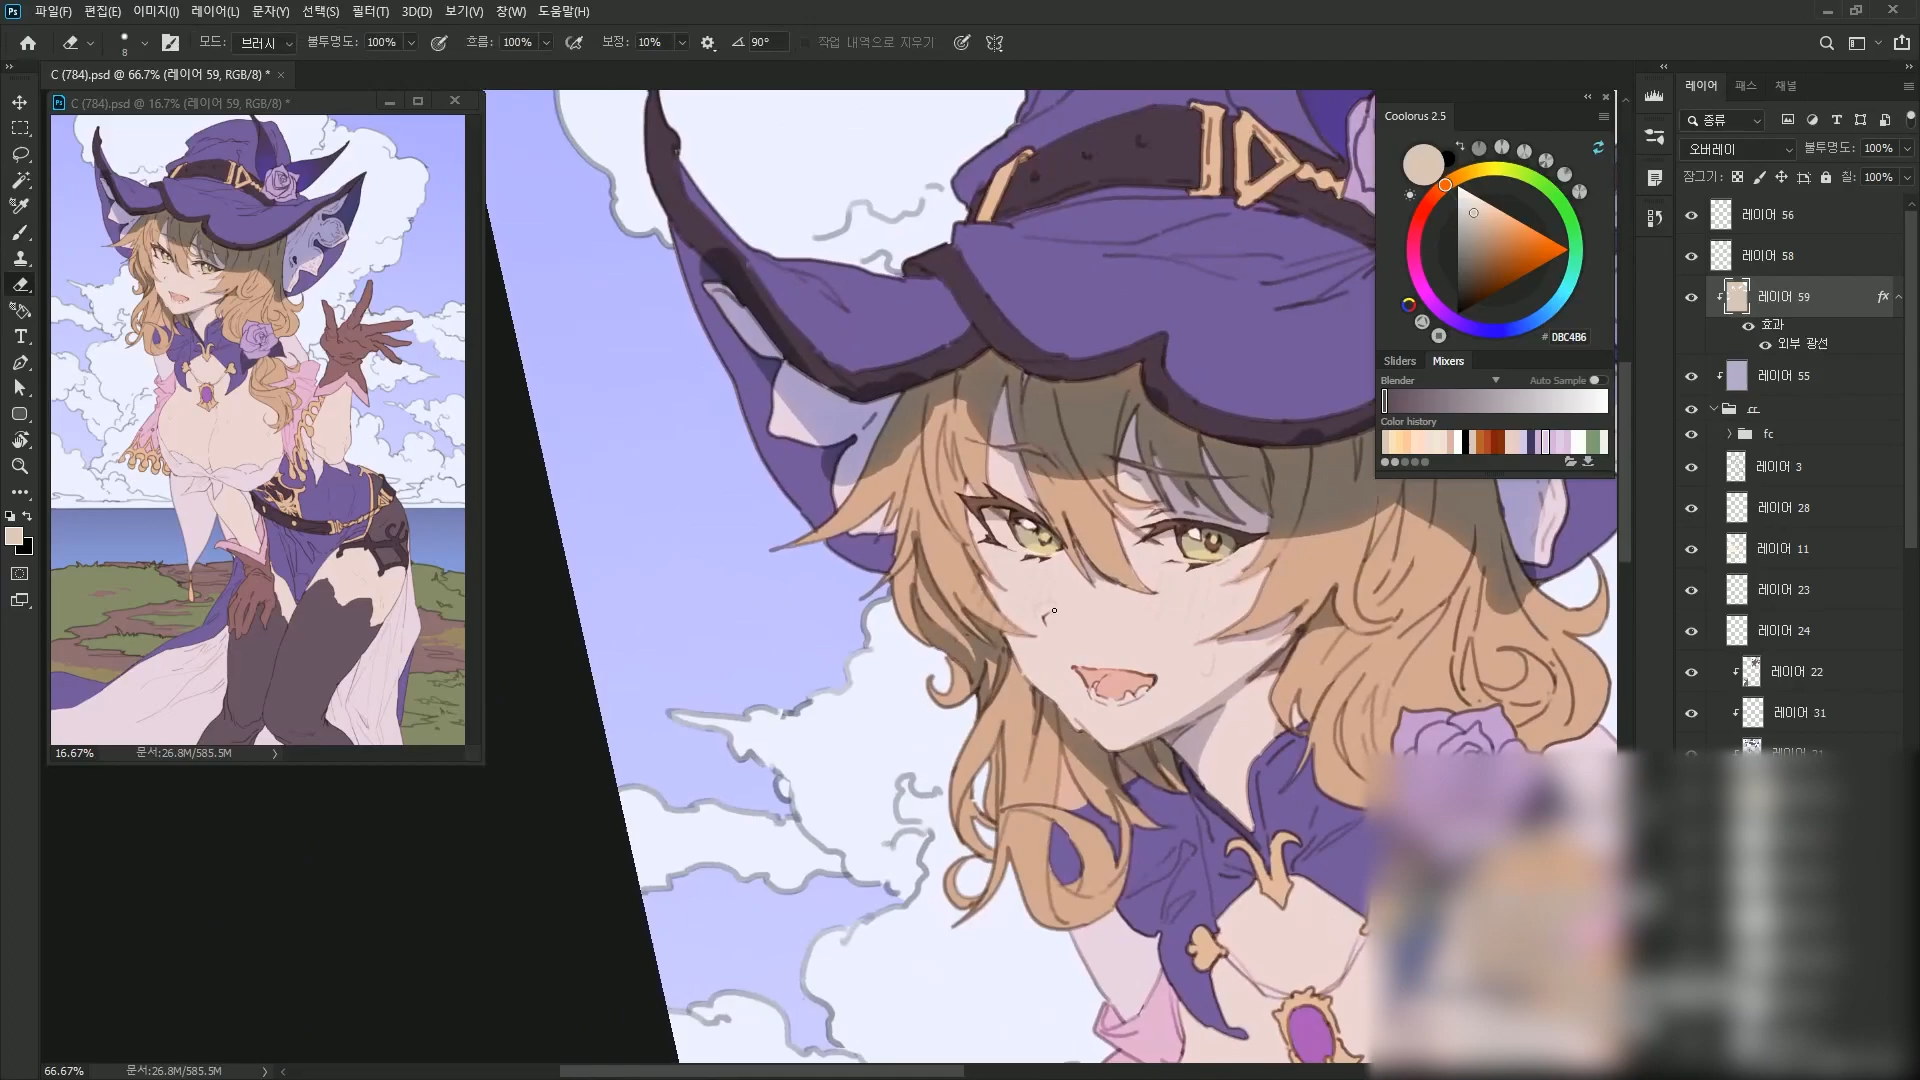 Ps 파일(F) 편집(E) 이미지(I) 레이어(L) 문자(Y) 선택(S) 필터(T) 3D(D) 보기(V) 창(W) 도움말(H)
8 모드: 브러시 불투명도: 100% 흐름: 100% 보정: 10% 90° 작업 내역으로 지우기
C (784).psd @ 66.7% (레이어 59, RGB/8) *
Ps C (784).psd @ 16.7% (레이어 59, RGB/8) *
16.67% 문서:26.8M/585.5M
66.67% 문서:26.8M/585.5M
Coolorus 2.5
# DBC4B6
Sliders Mixers
Blender Auto Sample
Color history
레이어 패스 채널
종류
오버레이 불투명도: 100%
잠그기: 칠: 100%
레이어 56
레이어 58
레이어 59 fx
효과
외부 광선
레이어 55
rr
fc
레이어 3
레이어 28
레이어 11
레이어 23
레이어 24
레이어 22
레이어 31